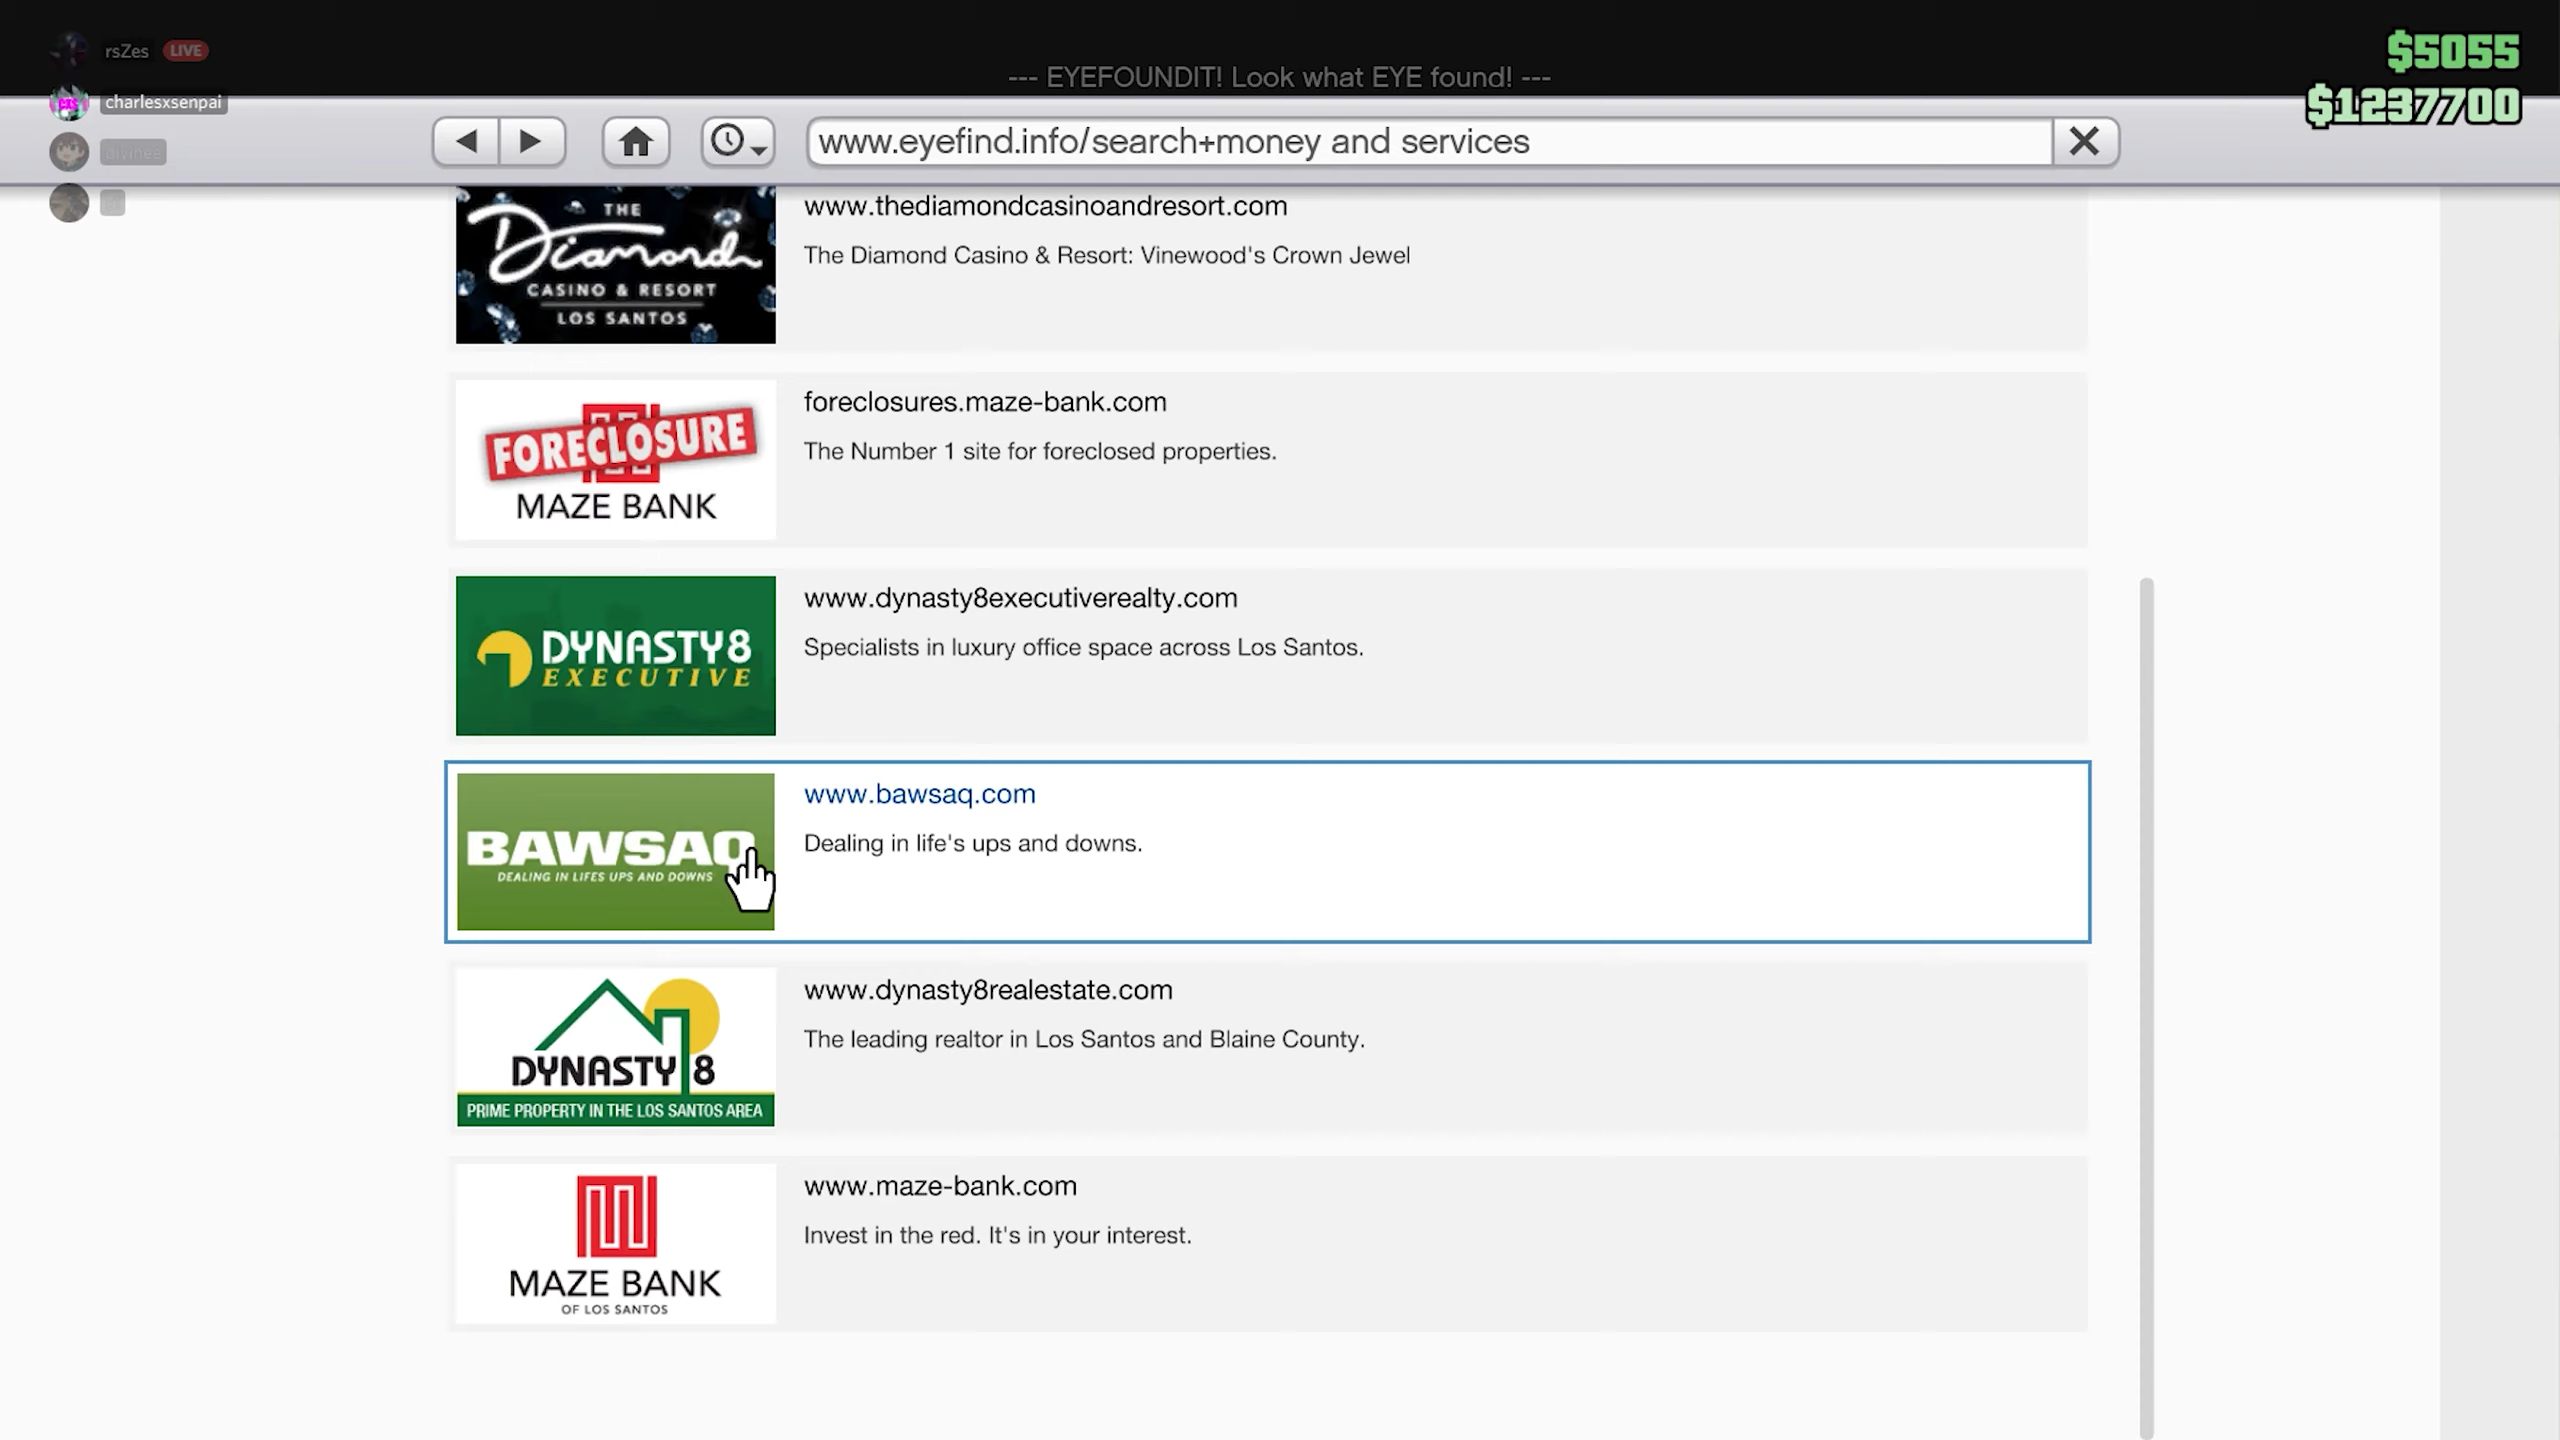 rsZes LIVE
--- EYEFOUNDIT! Look what EYE found! ---
$5055
charlesxsenpai
$1237700
www.eyefind.info/search+money and services
divinee
THE
Diamond
CASINO & RESORT
LOS SANTOS
www.thediamondcasinoandresort.com
The Diamond Casino & Resort: Vinewood's Crown Jewel
FORECLOSURE
MAZE BANK
foreclosures.maze-bank.com
The Number 1 site for foreclosed properties.
DYNASTY8
EXECUTIVE
www.dynasty8executiverealty.com
Specialists in luxury office space across Los Santos.
BAWSAQ
DEALING IN LIFES UPS AND DOWNS
www.bawsaq.com
Dealing in life's ups and downs.
DYNASTY 8
PRIME PROPERTY IN THE LOS SANTOS AREA
www.dynasty8realestate.com
The leading realtor in Los Santos and Blaine County.
MAZE BANK
OF LOS SANTOS
www.maze-bank.com
Invest in the red. It's in your interest.